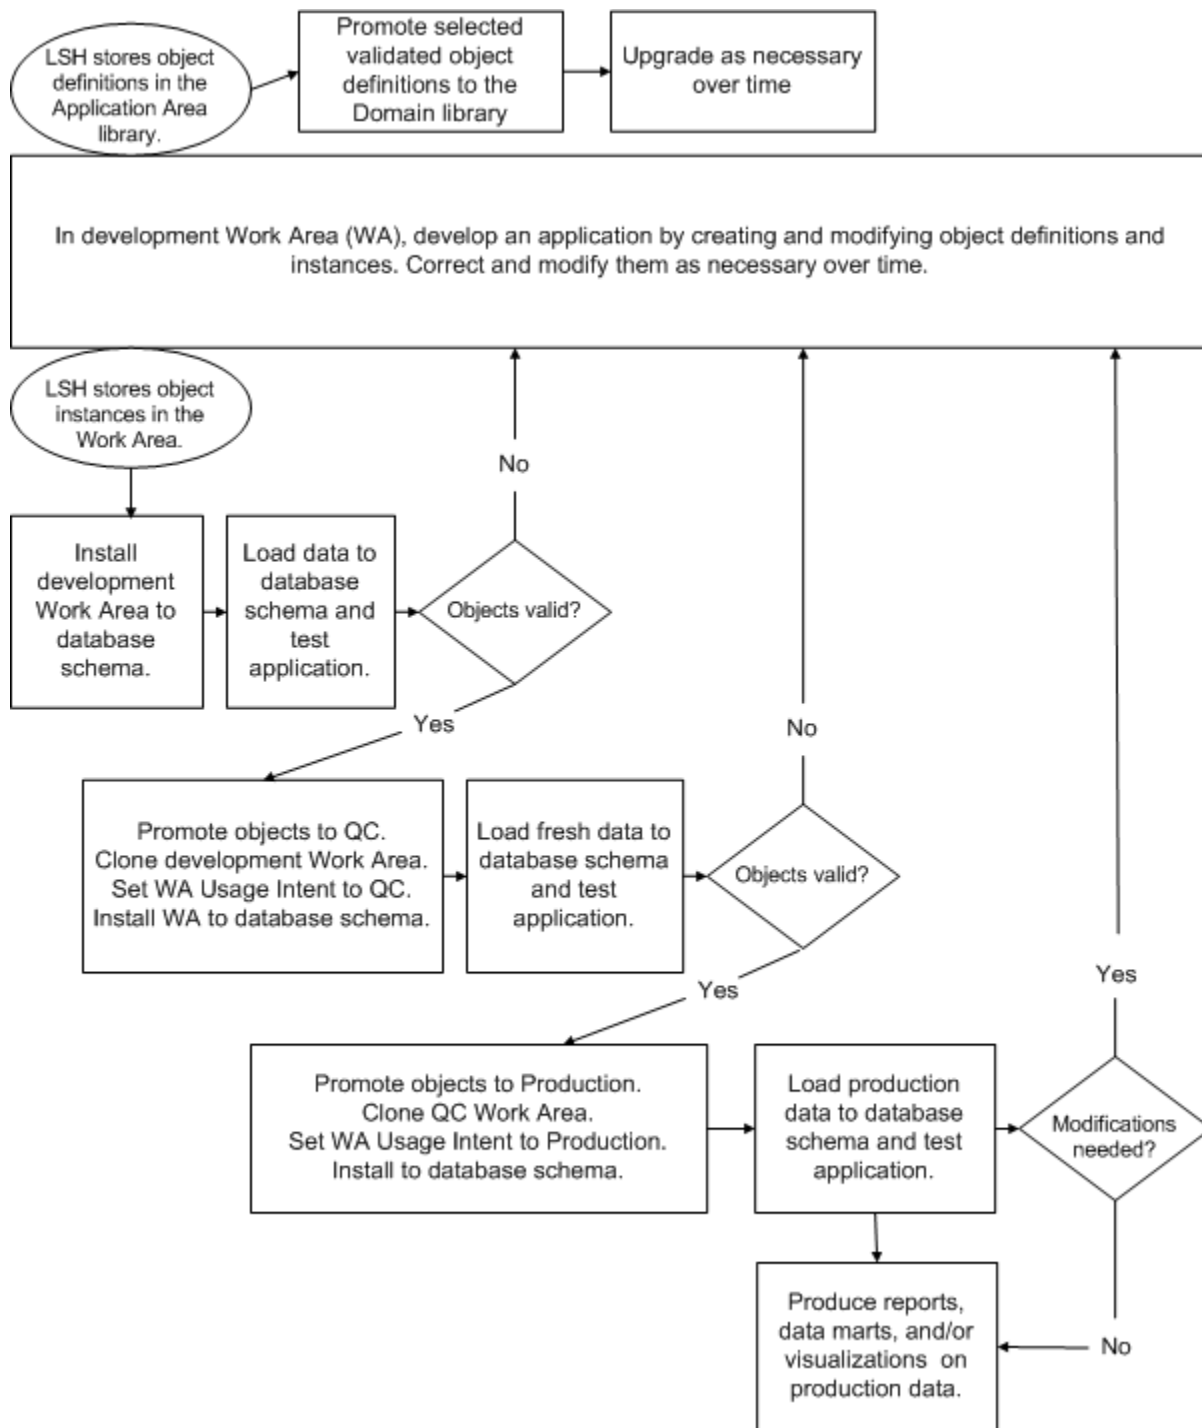 LSH stores object
definitions in the
Application Area
library.
Promote selected
validated object
definitions to the
Domain library
Upgrade as necessary
over time
In development Work Area (WA), develop an application by creating and modifying object definitions and
instances. Correct and modify them as necessary over time.
LSH stores object
instances in the
Work Area.
No
Install
development
Work Area to
database
schema.
Load data to
database
schema and
test
application.
Objects valid?
Yes
No
Promote objects to QC.
Clone development Work Area.
Set WA Usage Intent to QC.
Install WA to database schema.
Load fresh data to
database schema
and test
application.
Objects valid?
Yes
Yes
Promote objects to Production.
Clone QC Work Area.
Set WA Usage Intent to Production.
Install to database schema.
Load production
data to database
schema and test
application.
Modifications
needed?
Produce reports,
data marts, and/or
visualizations on
production data.
No